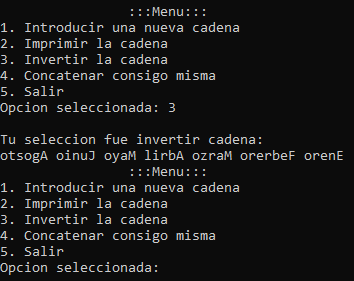 :::Menu:::
1. Introducir una nueva cadena
2. Imprimir la cadena
3. Invertir la cadena
4. Concatenar consigo misma
5. Salir
Opcion seleccionada: 3
Tu seleccion fue invertir cadena:
otsogA oinuJ oyaM lirbA ozraM orerbeF orenE
:::Menu:::
1. Introducir una nueva cadena
2. Imprimir la cadena
3. Invertir la cadena
4. Concatenar consigo misma
5. Salir
Opcion seleccionada: